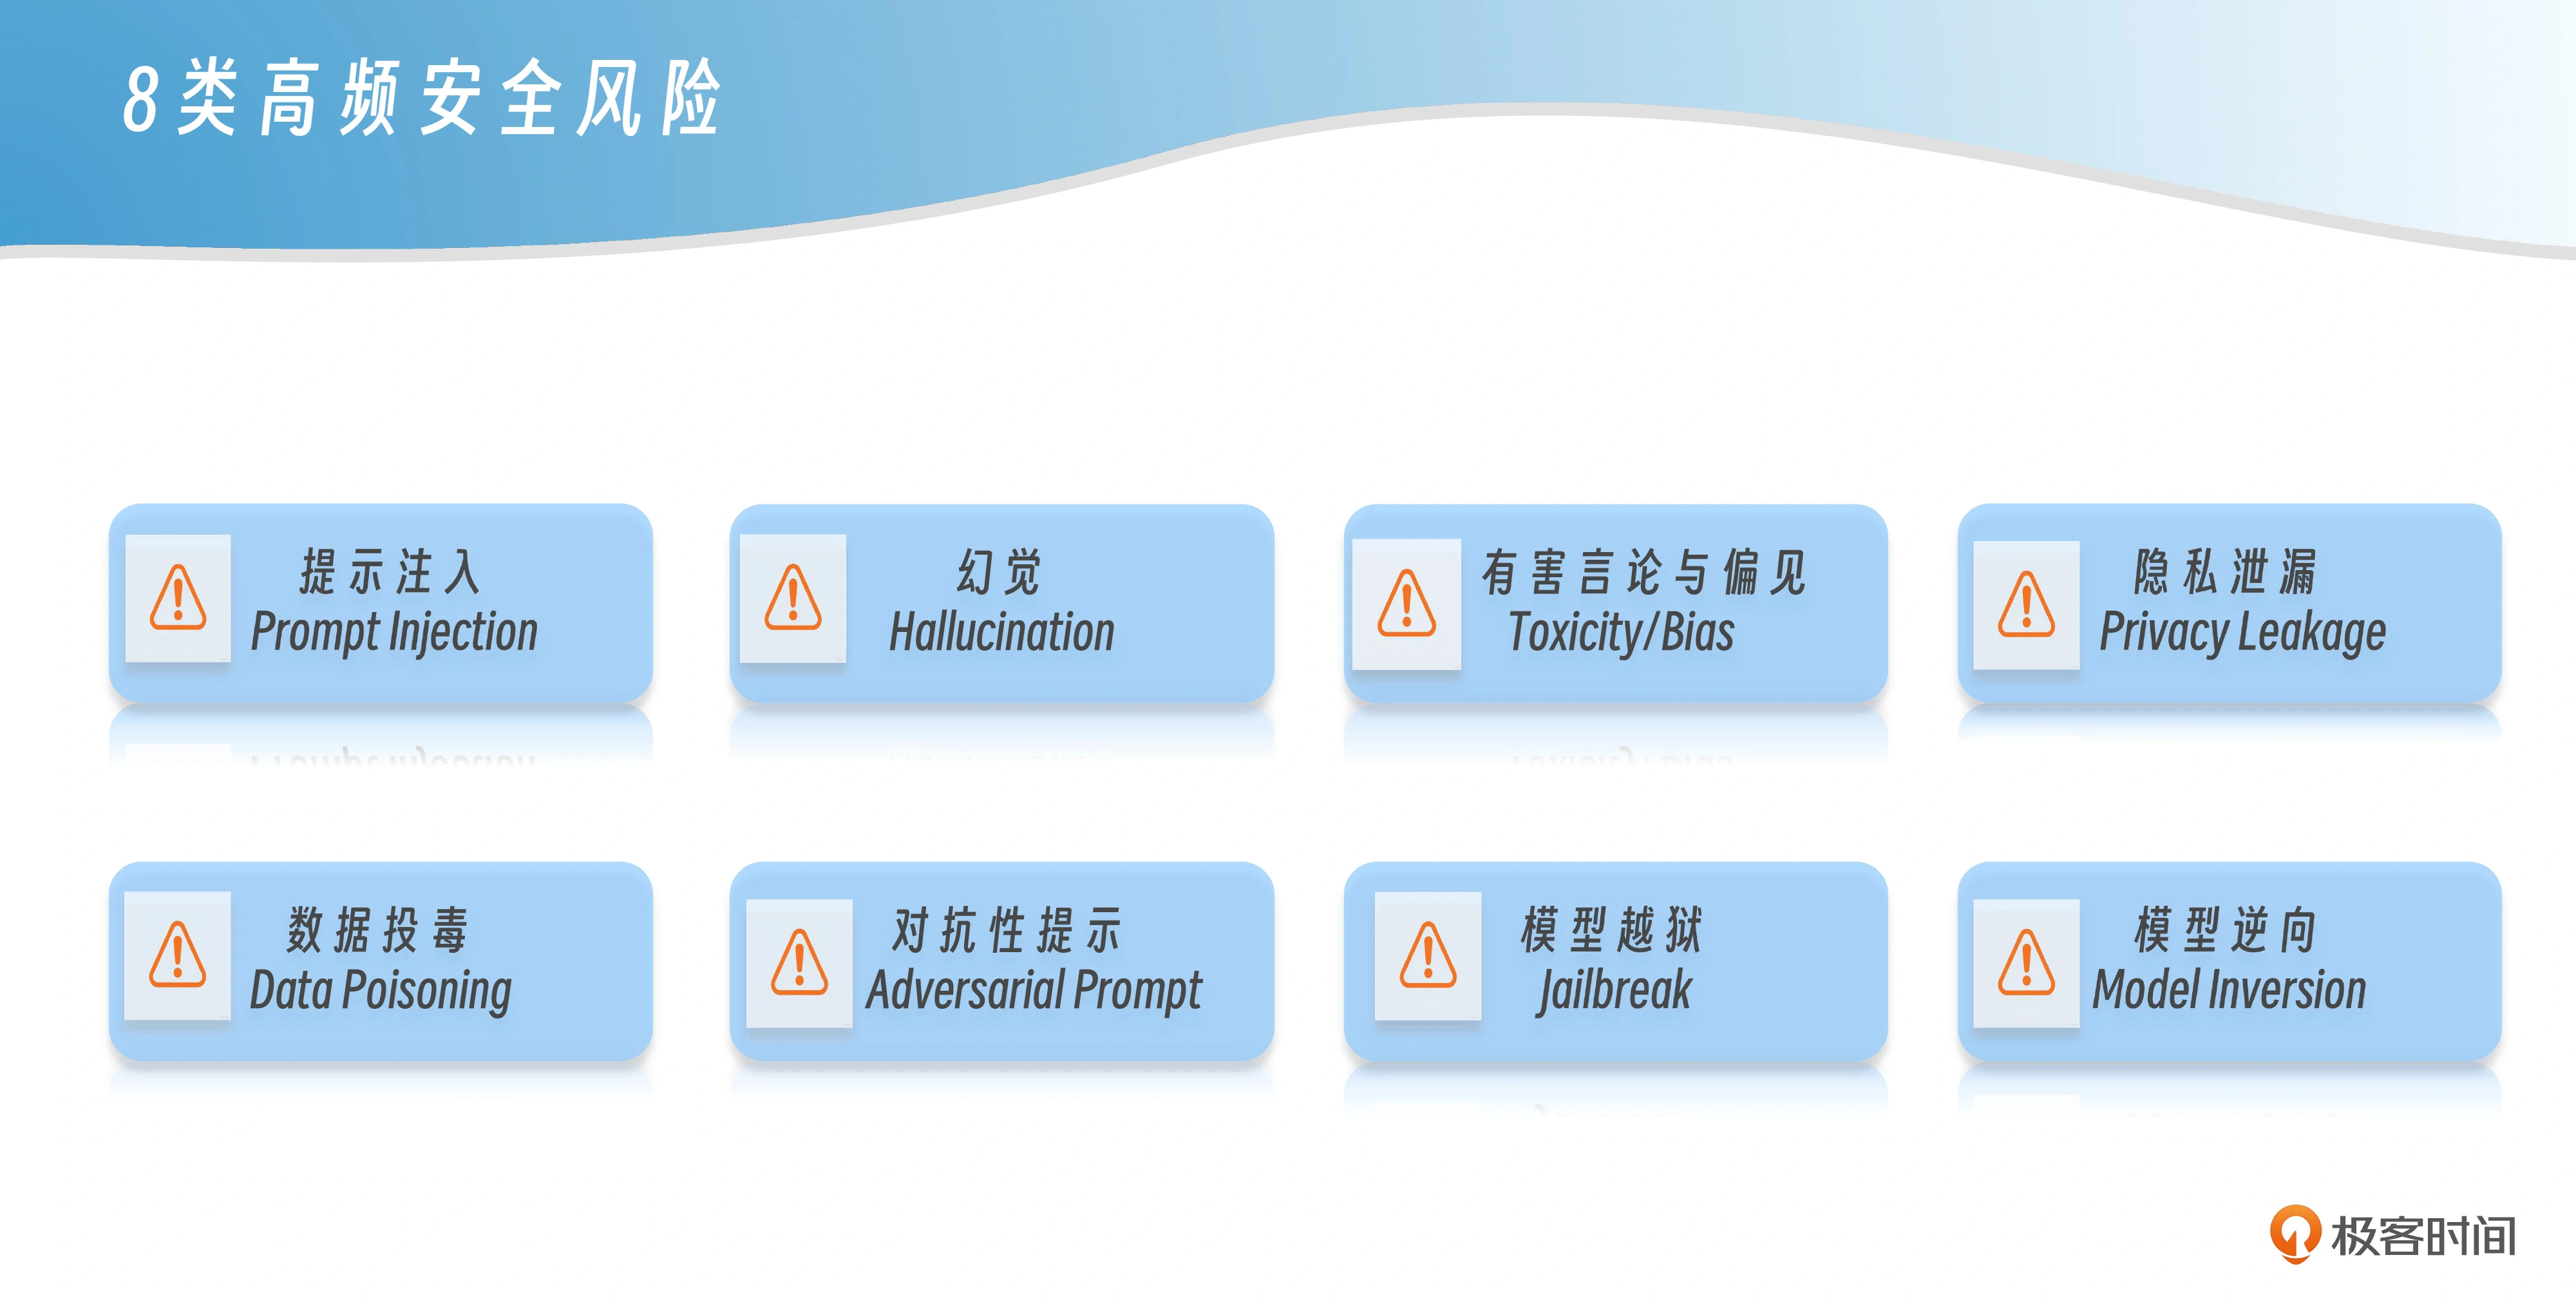 8类高频安全风险
提示注入
Prompt Injection
幻觉
Hallucination
有害言论与偏见
Toxicity/Bias
隐私泄漏
Privacy Leakage
数据投毒
Data Poisoning
对抗性提示
Adversarial Prompt
模型越狱
Jailbreak
模型逆向
Model Inversion
极客时间